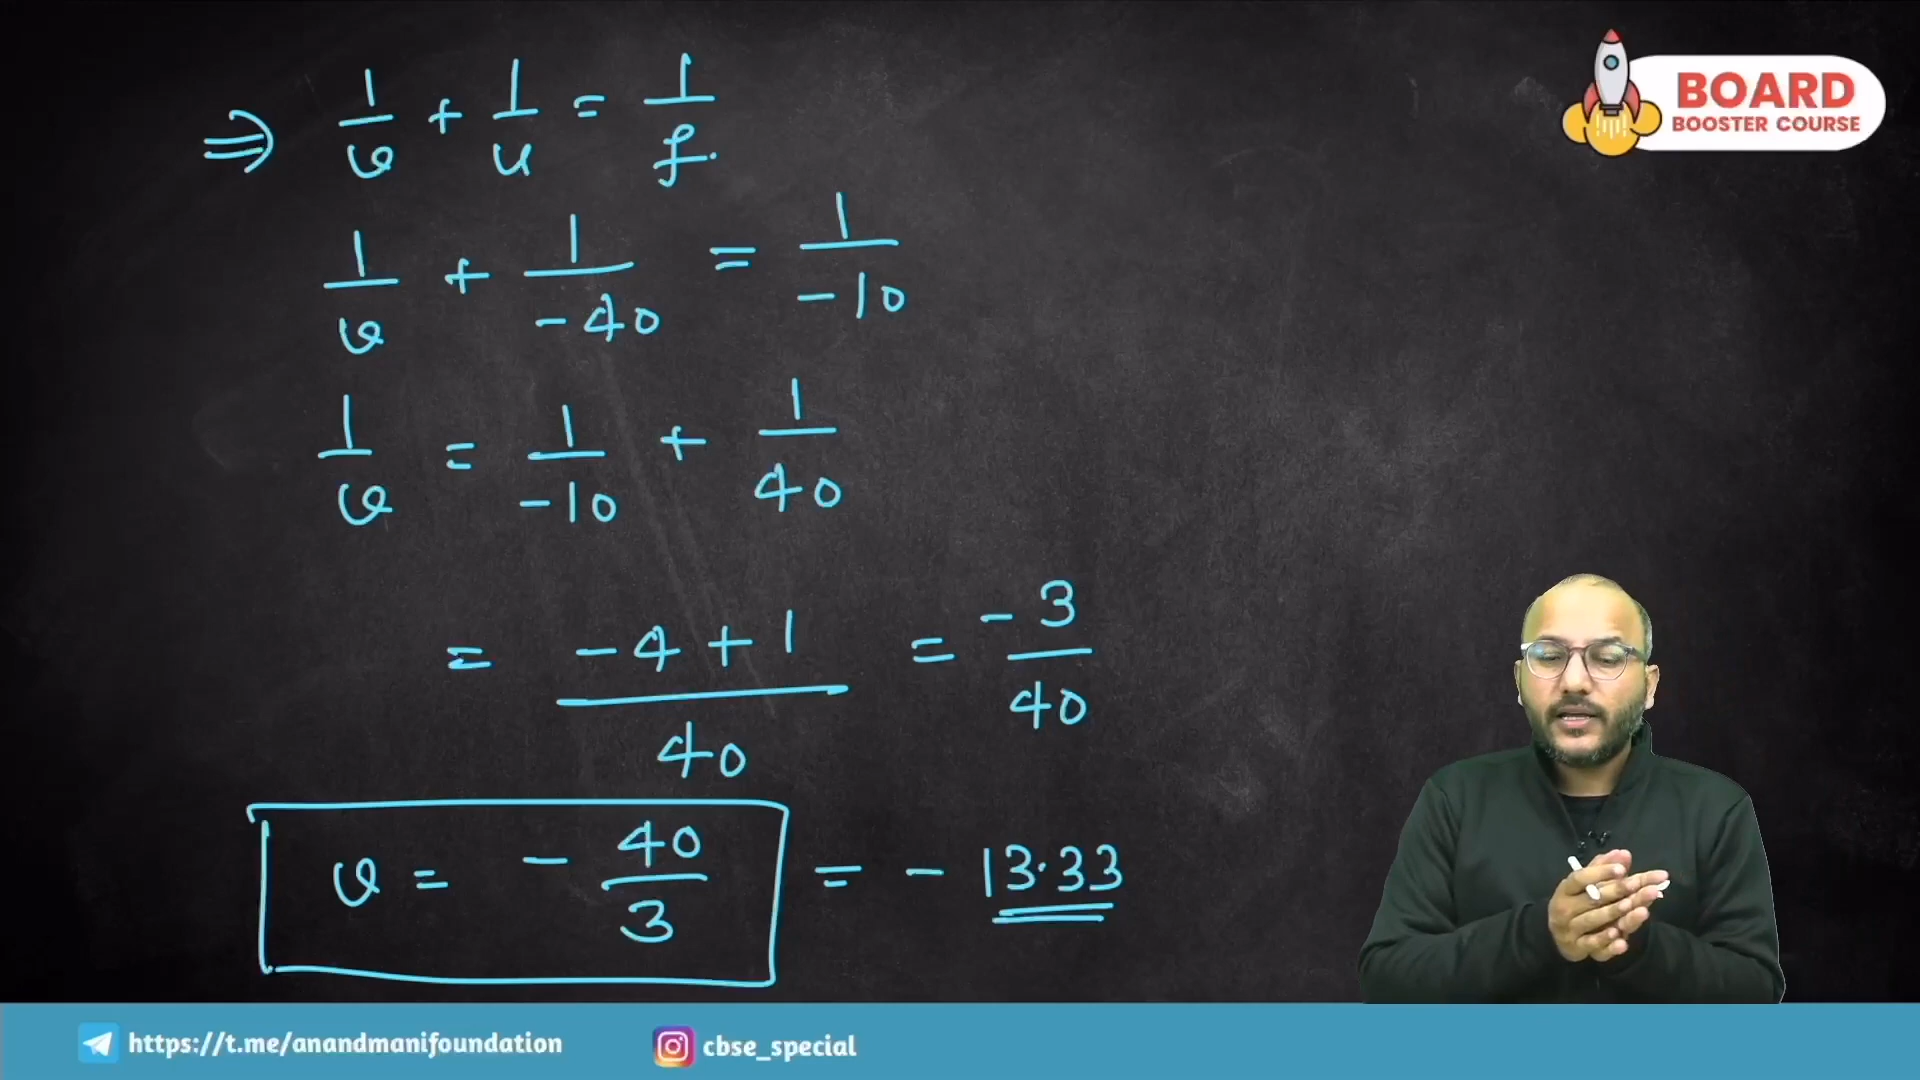 BOARD
BOOSTER COURSE
⇒ 1/v + 1/u = 1/f
1/v + 1/-40 = 1/-10
1/v = 1/-10 + 1/40
= -4+1/40 = -3/40
v = - 40/3 = - 13.33
https://t.me/anandmanifoundation
cbse_special